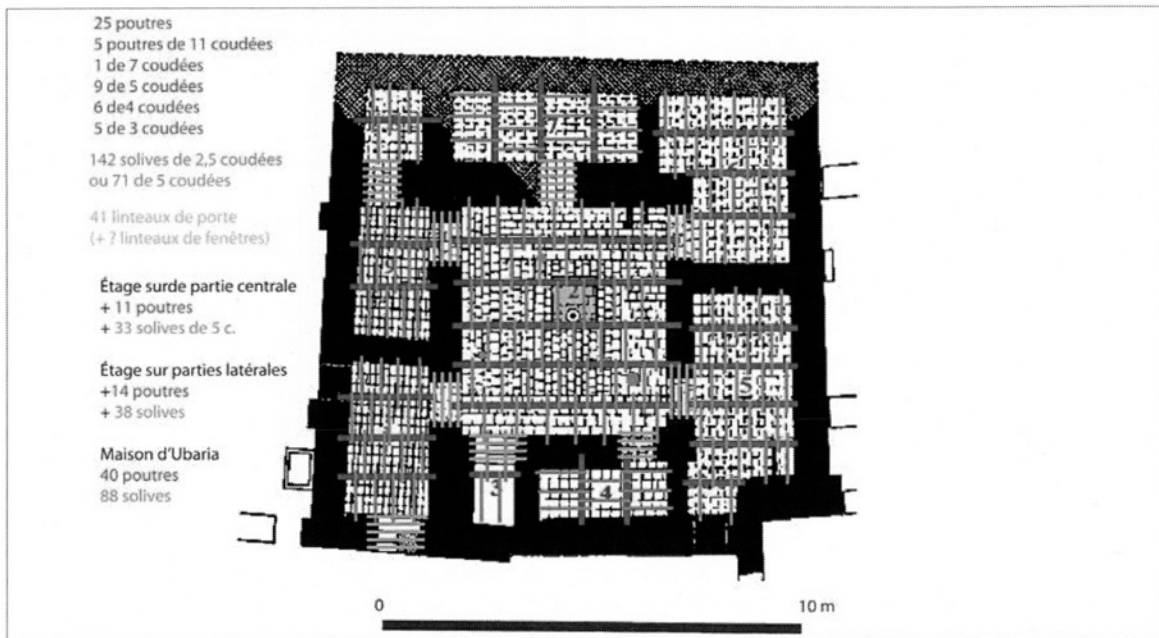 25 poutres
5 poutres de 11 coudées
1 de 7 coudées
9 de 5 coudées
6 de4 coudées
5 de 3 coudées
142 solives de 2,5 coudées
ou 71 de 5 coudées
41 linteaux de porte
(+ ? linteaux de fenêtres)
Étage surde partie centrale
+ 11 poutres
+ 33 solives de 5 c.
Étage sur parties latérales
+14 poutres
+ 38 solives
Maison d'Ubaria
40 poutres
88 solives
7
9
2
5
3
4
0
10 m